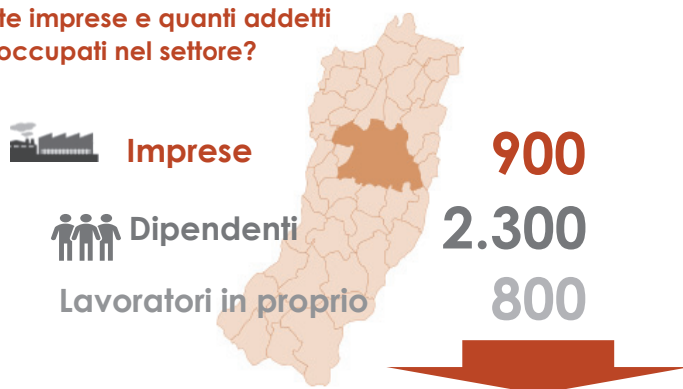 te imprese e quanti addetti
occupati nel settore?
Imprese 900
Dipendenti 2.300
Lavoratori in proprio 800